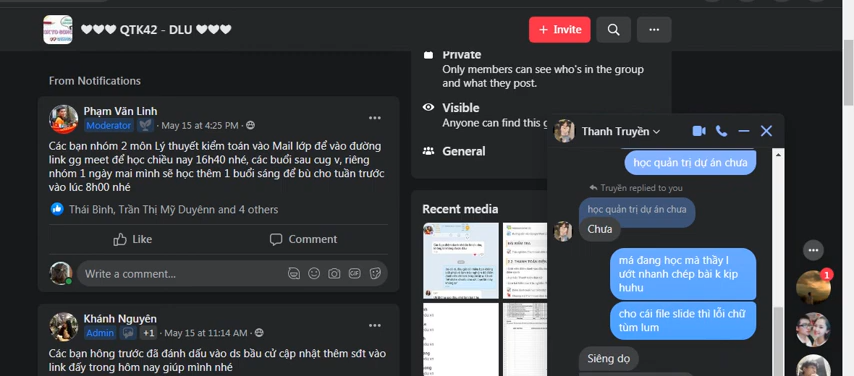 🖤🖤🖤 QTK42 - DLU 🖤🖤🖤
+ Invite
From Notifications
Phạm Văn Linh
Moderator · May 15 at 4:25 PM ·
Các bạn nhóm 2 môn Lý thuyết kiểm toán vào Mail lớp để vào đường
link gg meet để học chiều nay 16h40 nhé, các buổi sau cug v, riêng
nhóm 1 ngày mai mình sẽ học thêm 1 buổi sáng để bù cho tuần trước
vào lúc 8h00 nhé
Thái Bình, Trần Thị Mỹ Duyênn and 4 others
Like
Comment
Write a comment...
Khánh Nguyên
Admin +1 · May 15 at 11:14 AM ·
Các bạn hông trước đã đánh dấu vào ds bầu cử cập nhật thêm sđt vào
link đấy trong hôm nay giúp mình nhé
Private
Only members can see who's in the group
and what they post.
Visible
Anyone can find this g
General
Recent media
Thanh Truyền
học quản trị dự án chưa
Truyền replied to you
học quản trị dự án chưa
Chưa
má đang học mà thầy l
ướt nhanh chép bài k kịp
huhu
cho cái file slide thì lỗi chữ
tùm lum
Siêng dọ
1